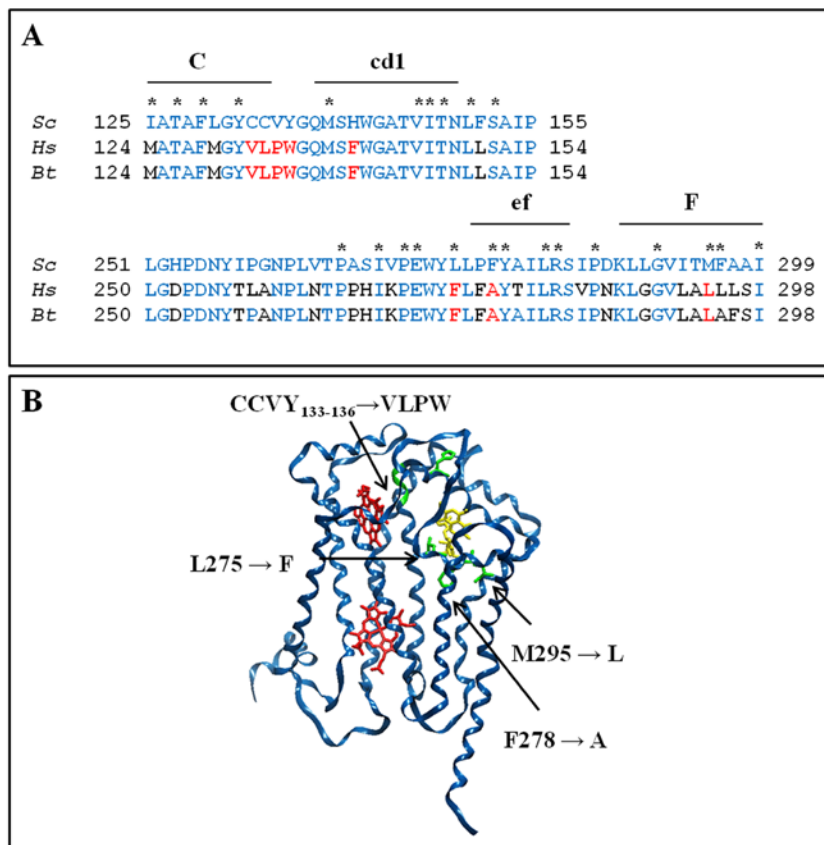 A
C cd1
* * * * * *** * *
Sc 125 IATAFLGYCCVYGQMSHWGATVITNLFSAIP 155
Hs 124 MATAFMGYVLPWGQMSFWGATVITNLLSAIP 154
Bt 124 MATAFMGYVLPWGQMSFWGATVITNLLSAIP 154
ef F
* * ** * ** ** * * ** *
Sc 251 LGHPDNYIPGNPLVTPASIVPEWYLLPFYAILRSIPDKLLGVITMFAAI 299
Hs 250 LGDPDNYTLANPLNTPPHIKPEWYFLFAYTILRSVPNKLGGVLALLLSI 298
Bt 250 LGDPDNYTPANPLNTPPHIKPEWYFLFAYAILRSIPNKLGGVLALAFSI 298
B
CCVY133-136→VLPW
L275 → F
M295 → L
F278 → A